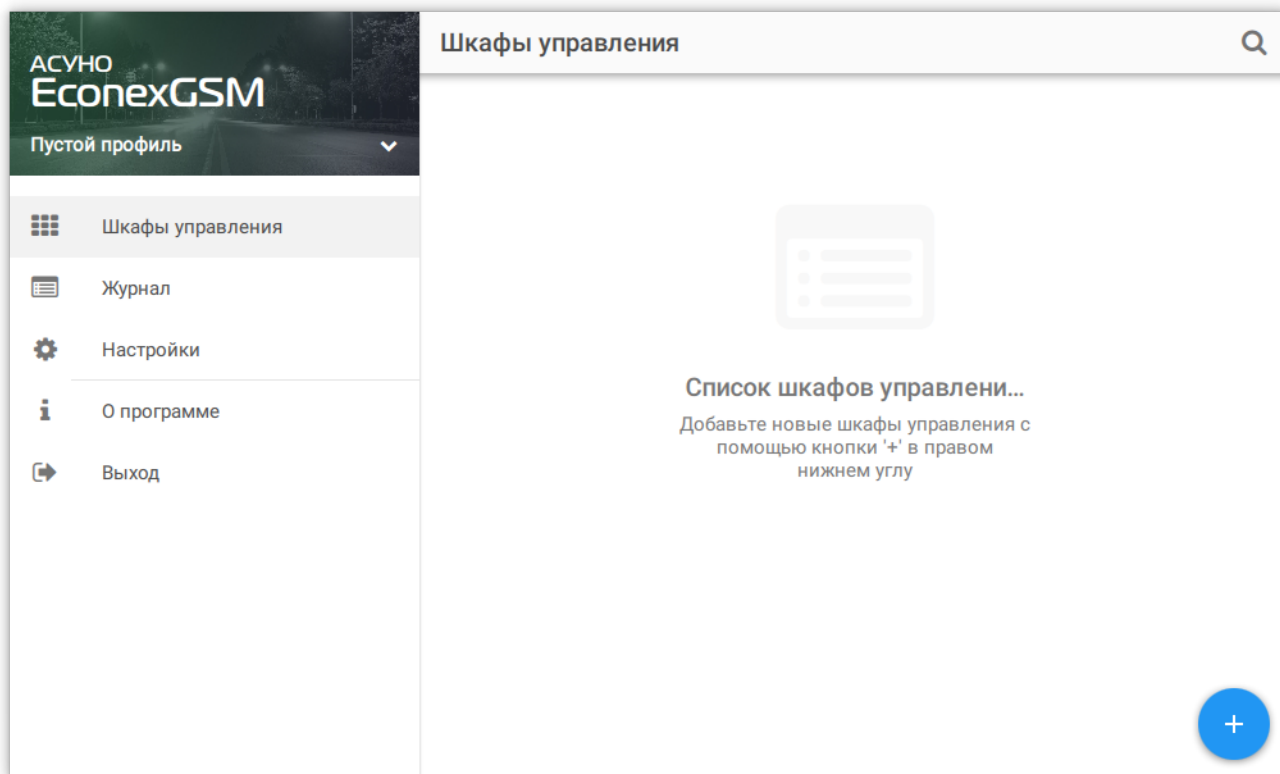 АСУНО
EconexGSM
Пустой профиль
Шкафы управления
Журнал
Настройки
О программе
Выход
Шкафы управления
Список шкафов управлени...
Добавьте новые шкафы управления с
помощью кнопки '+' в правом
нижнем углу